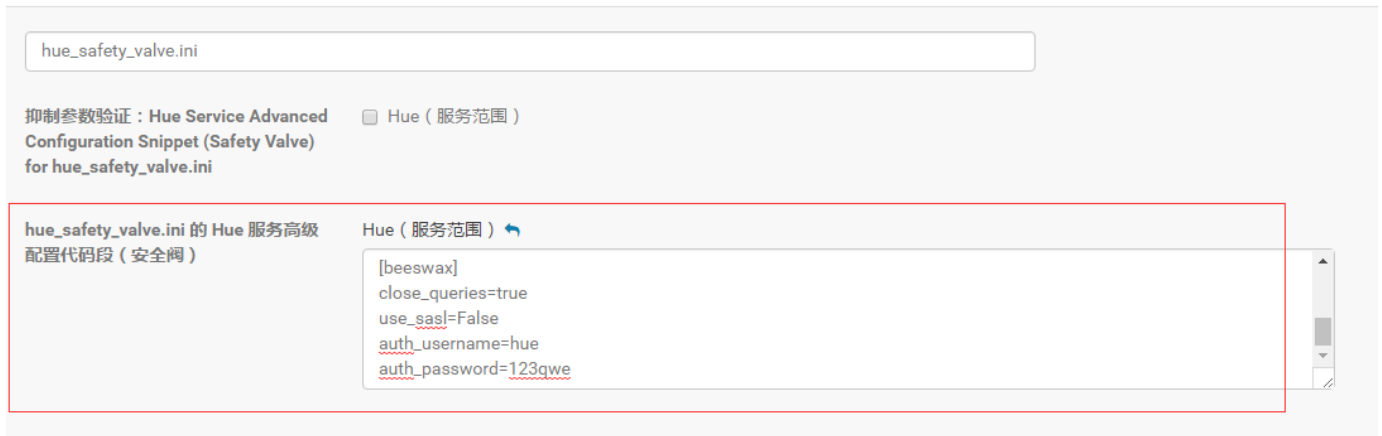 hue_safety_valve.ini
抑制参数验证：Hue Service Advanced
Configuration Snippet (Safety Valve)
for hue_safety_valve.ini
Hue（服务范围）
hue_safety_valve.ini 的 Hue 服务高级
配置代码段（安全阀）
Hue（服务范围）
[beeswax]
close_queries=true
use_sasl=False
auth_username=hue
auth_password=123qwe